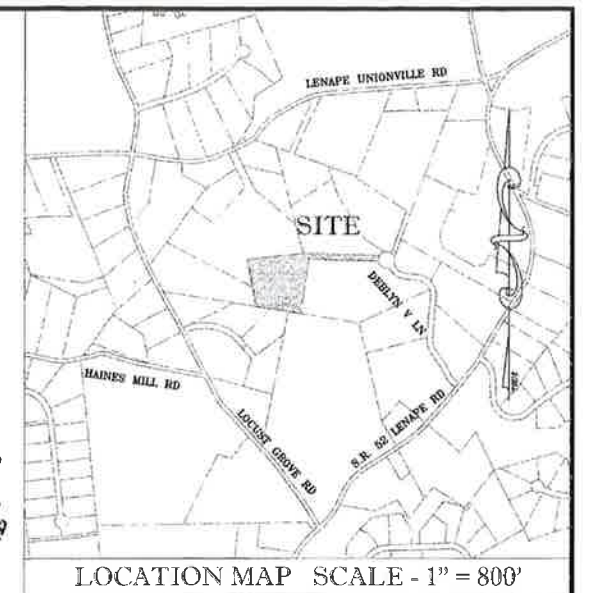 LENAPE UNIONVILLE RD
SITE
DEBLYN V LN
HAINES MILL RD
LOCUST GROVE RD
S.R. 52 LENAPE RD
LOCATION MAP SCALE - 1" = 800'